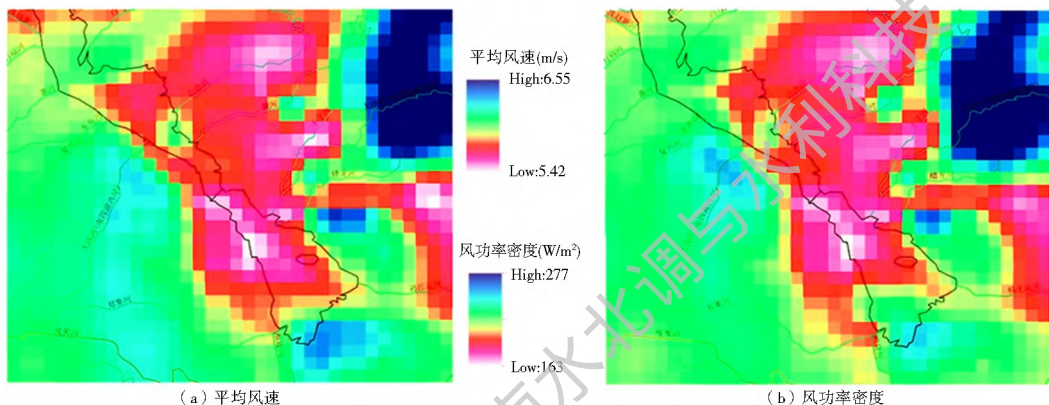 平均风速(m/s)
High:6.55
Low:5.42
风功率密度(W/m²)
High:277
Low:163
(a)平均风速
(b)风功率密度
南水北调与水利科技